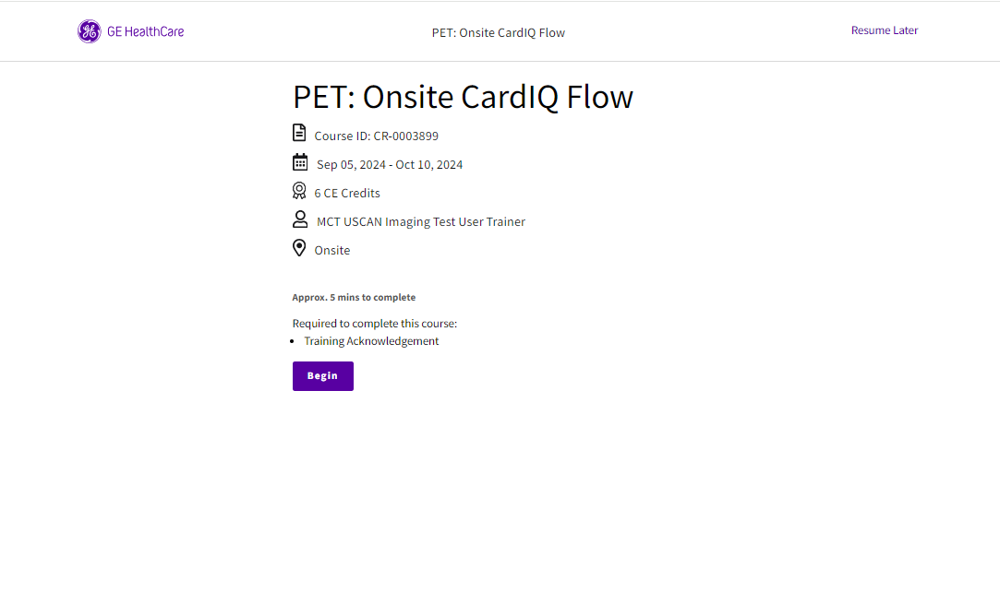 GE HealthCare
PET: Onsite CardIQ Flow
Resume Later
PET: Onsite CardIQ Flow
Course ID: CR-0003899
Sep 05, 2024 - Oct 10, 2024
6 CE Credits
MCT USCAN Imaging Test User Trainer
Onsite
Approx. 5 mins to complete
Required to complete this course:
• Training Acknowledgement
Begin